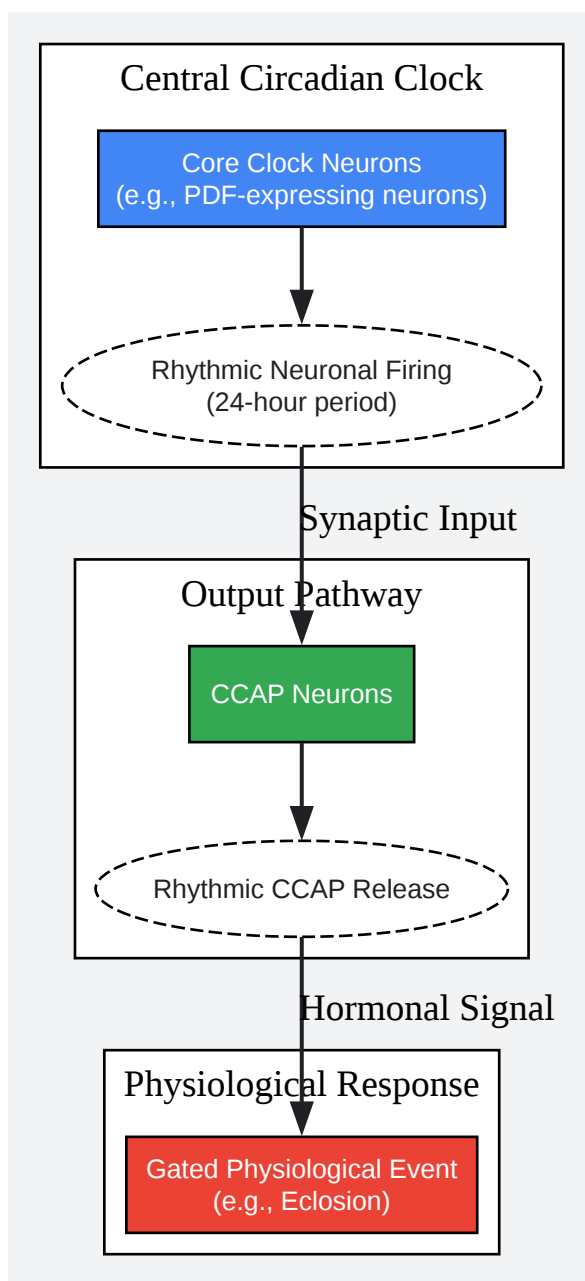 Central Circadian Clock
Core Clock Neurons
(e.g., PDF-expressing neurons)
Rhythmic Neuronal Firing
(24-hour period)
Synaptic Input
Output Pathway
CCAP Neurons
Rhythmic CCAP Release
Hormonal Signal
Physiological Response
Gated Physiological Event
(e.g., Eclosion)